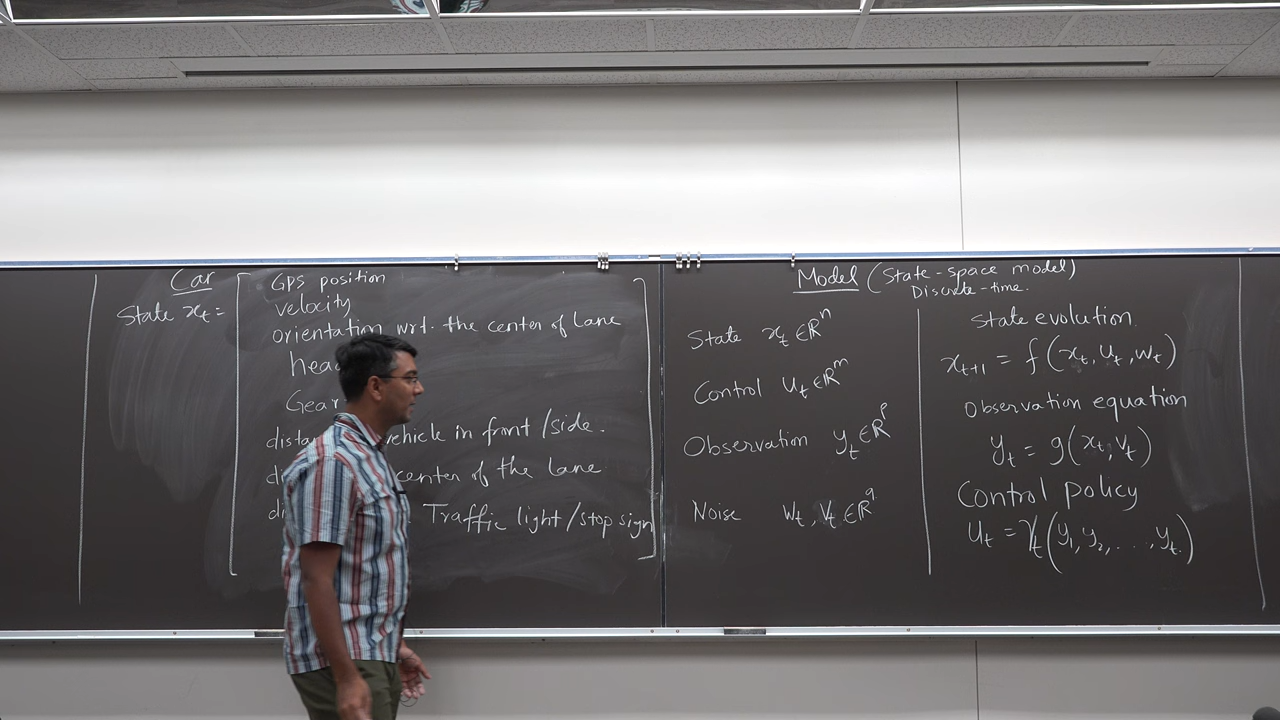 Car
State xₜ =
GPS position
velocity
orientation wrt. the center of Lane
Gear
vehicle in front/side.
center of the lane
Traffic light/stop sign
Model (State-space model)
Discrete-time.
State xₜ ∈ ℝⁿ
Control uₜ ∈ ℝᵐ
Observation yₜ ∈ ℝᵖ
Noise wₜ, vₜ ∈ ℝ^q
State evolution
xₜ₊₁ = f(xₜ, uₜ, wₜ)
Observation equation
yₜ = g(xₜ, vₜ)
Control policy
uₜ = γₜ(y₁, y₂, ..., yₜ)